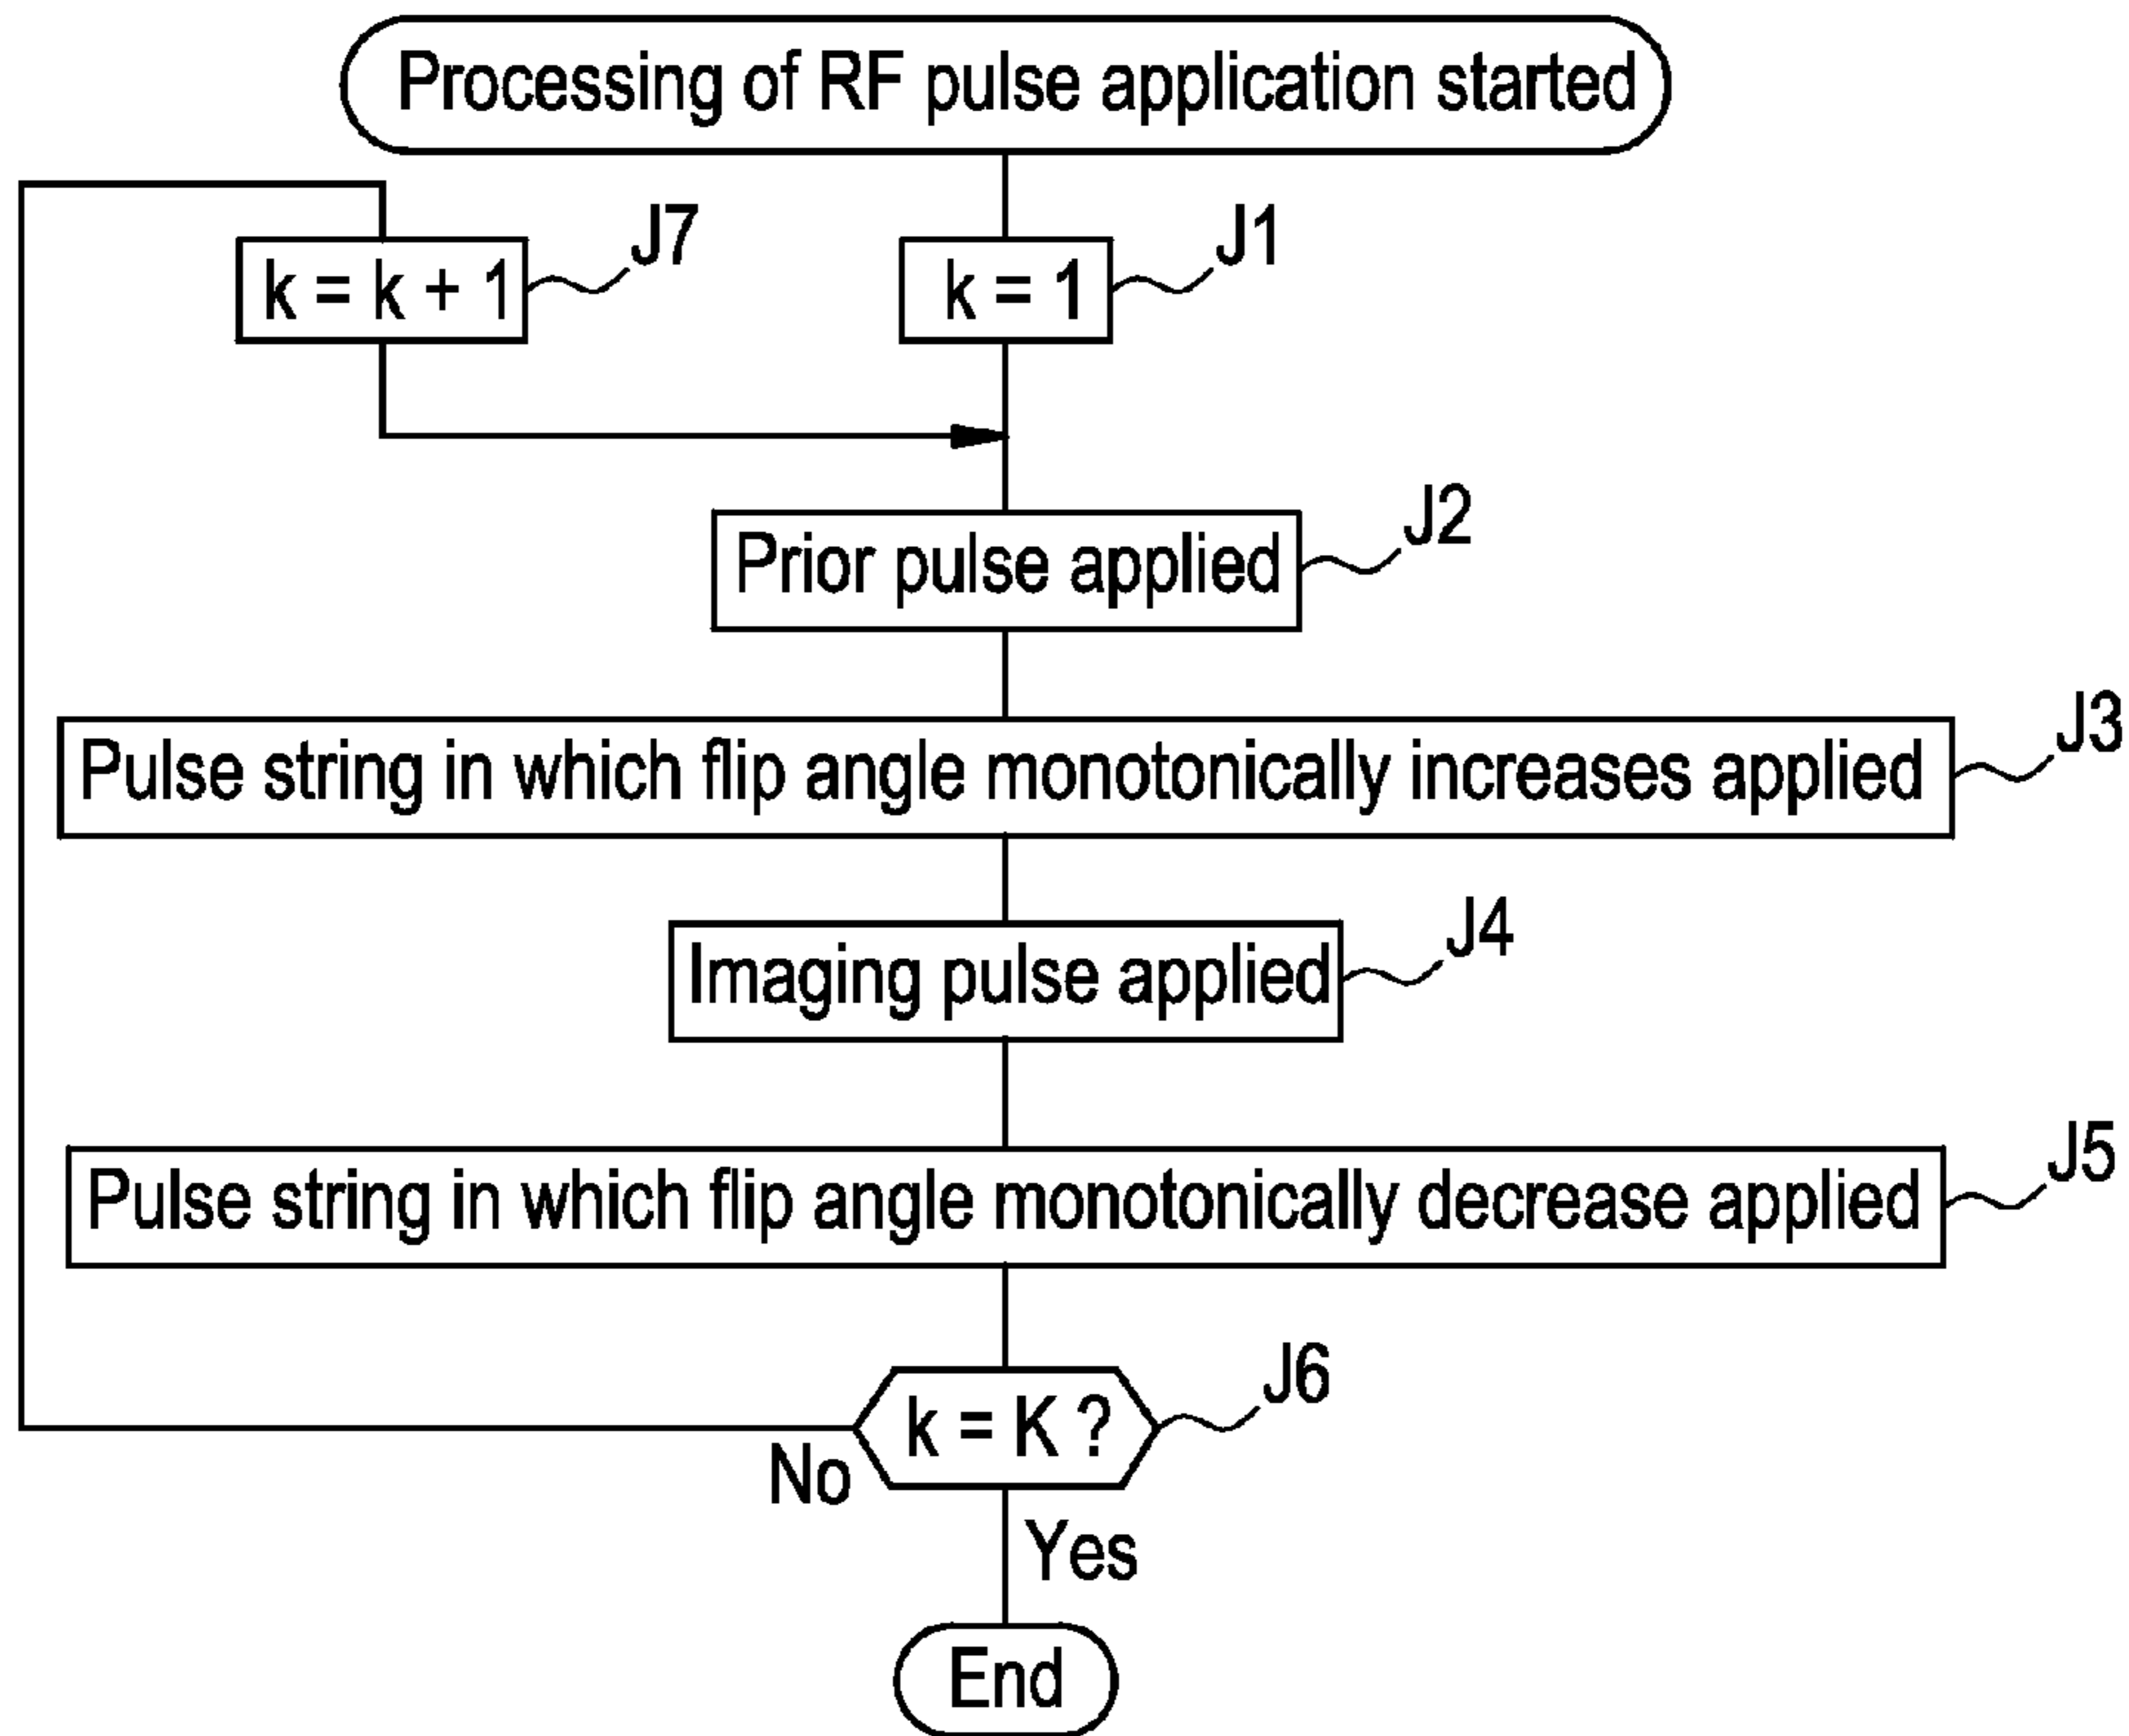 Processing of RF pulse application started
J7
J1
k = k + 1
k = 1
J2
Prior pulse applied
J3
Pulse string in which flip angle monotonically increases applied
J4
Imaging pulse applied
J5
Pulse string in which flip angle monotonically decrease applied
J6
k = K ?
No
Yes
End